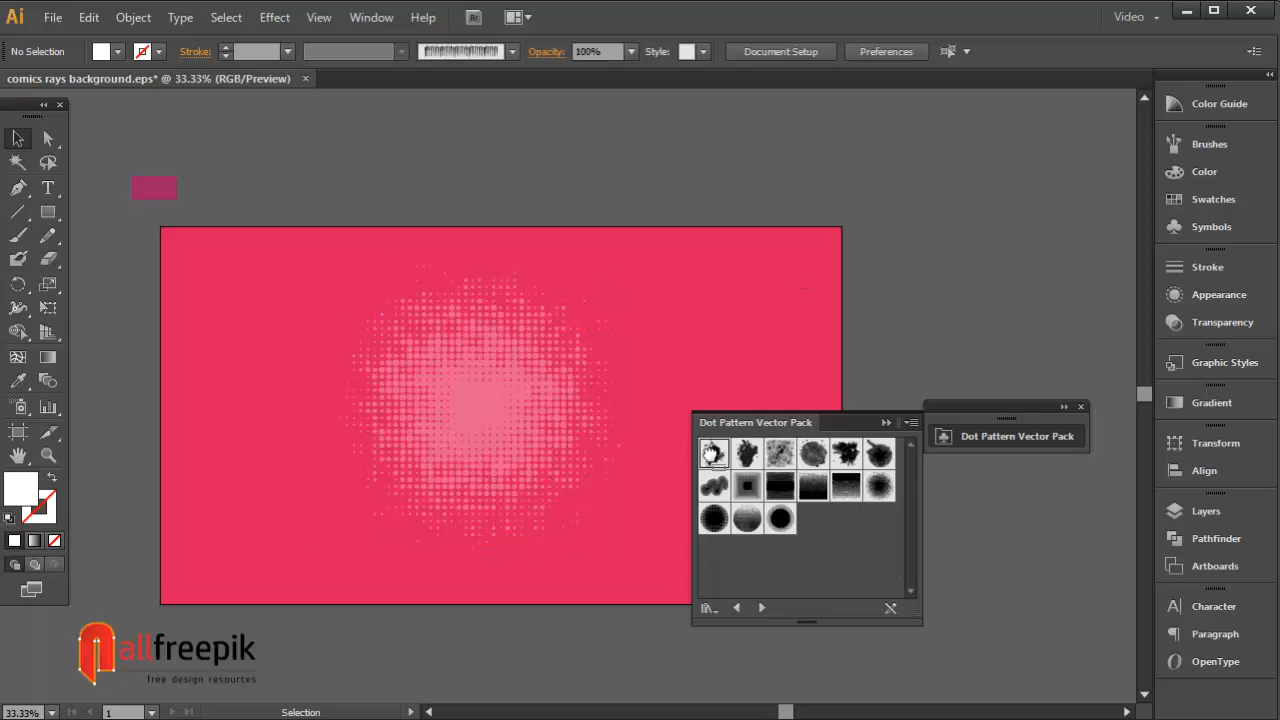 Ai File Edit Object Type Select Effect View Window Help Br Video
No Selection Stroke: Opacity: 100% Style: Document Setup Preferences
comics rays background.eps* @ 33.33% (RGB/Preview)
Color Guide
Brushes
Color
Swatches
Symbols
Stroke
Appearance
Transparency
Graphic Styles
Gradient
Dot Pattern Vector Pack
Dot Pattern Vector Pack
Transform
Align
Layers
Pathfinder
Artboards
Character
Paragraph
OpenType
allfreepik
free design resources
33.33% 1 Selection